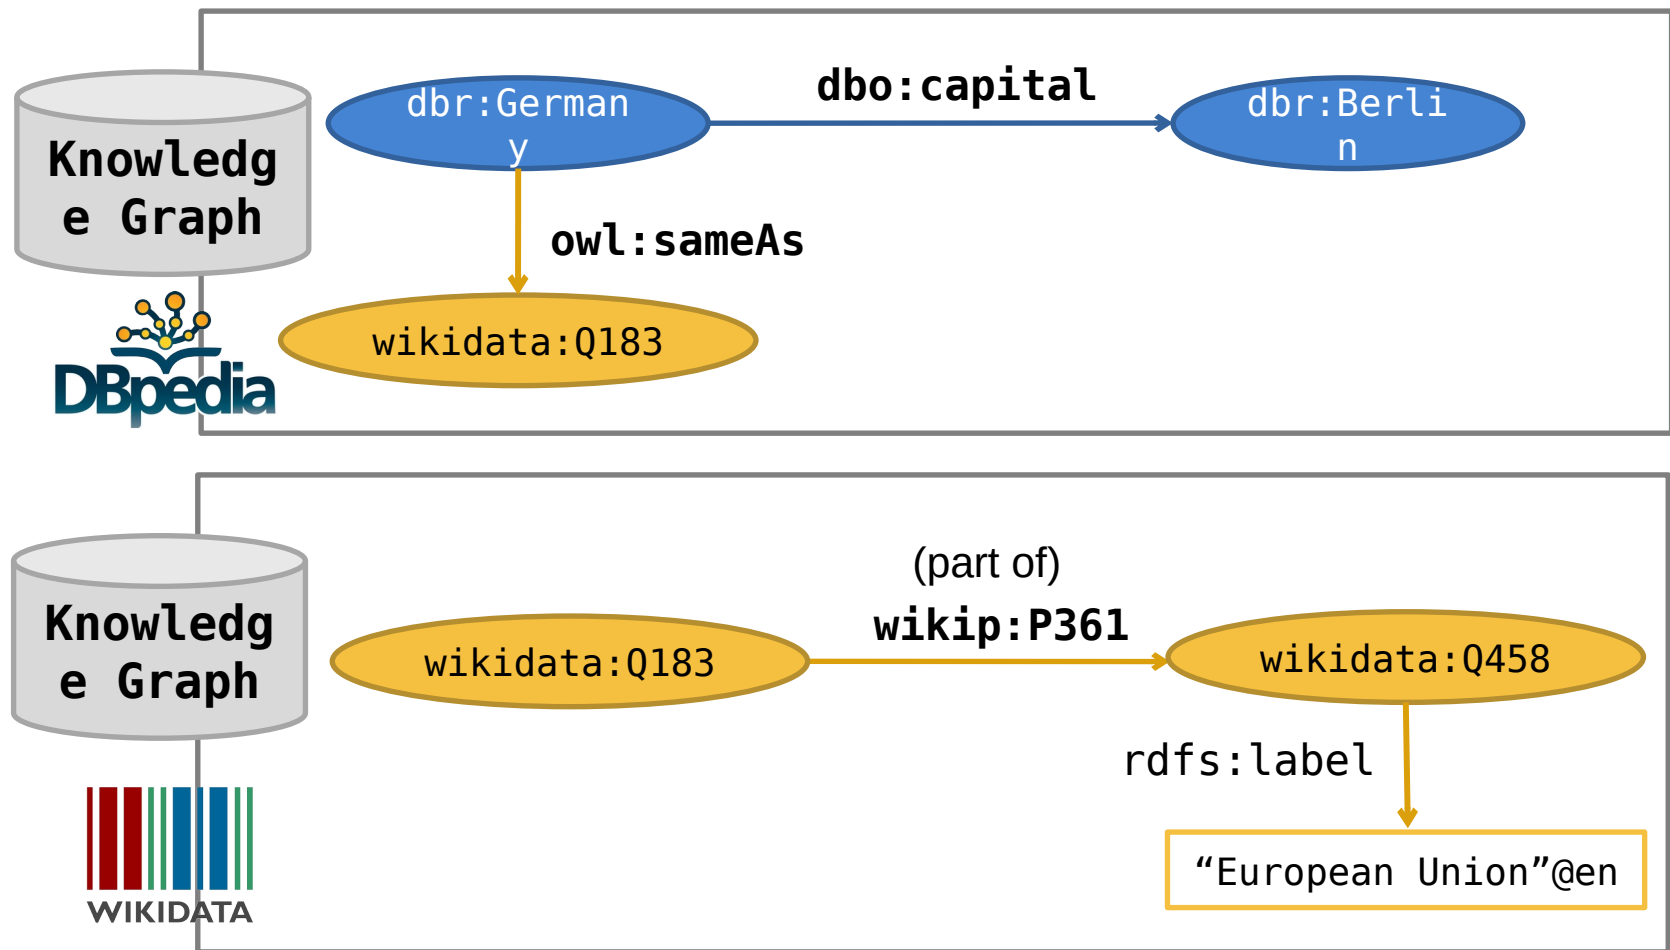 dbo:capital
dbr:German
y
dbr:Berli
n
Knowledg
e Graph
owl:sameAs
wikidata:Q183
DBpedia
(part of)
wikip:P361
Knowledg
e Graph
wikidata:Q183
wikidata:Q458
rdfs:label
“European Union”@en
WIKIDATA